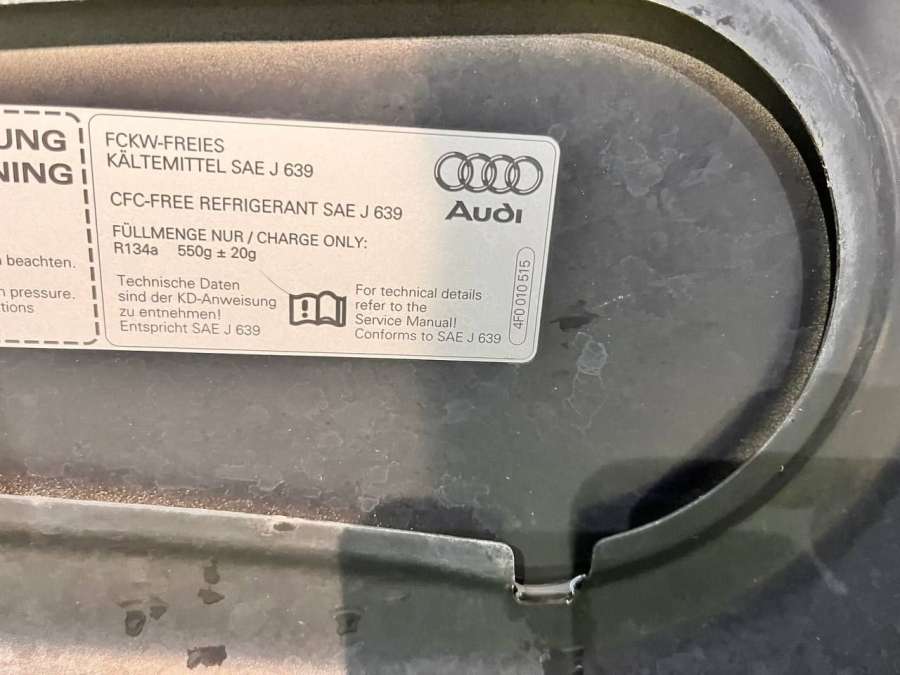 UNG
NING
beachten.
pressure.
tions
FCKW-FREIES
KÄLTEMITTEL SAE J 639
CFC-FREE REFRIGERANT SAE J 639
FÜLLMENGE NUR / CHARGE ONLY:
R134a 550g ± 20g
Technische Daten
sind der KD-Anweisung
zu entnehmen!
Entspricht SAE J 639
For technical details
refer to the
Service Manual!
Conforms to SAE J 639
Audi
4F0 010 515